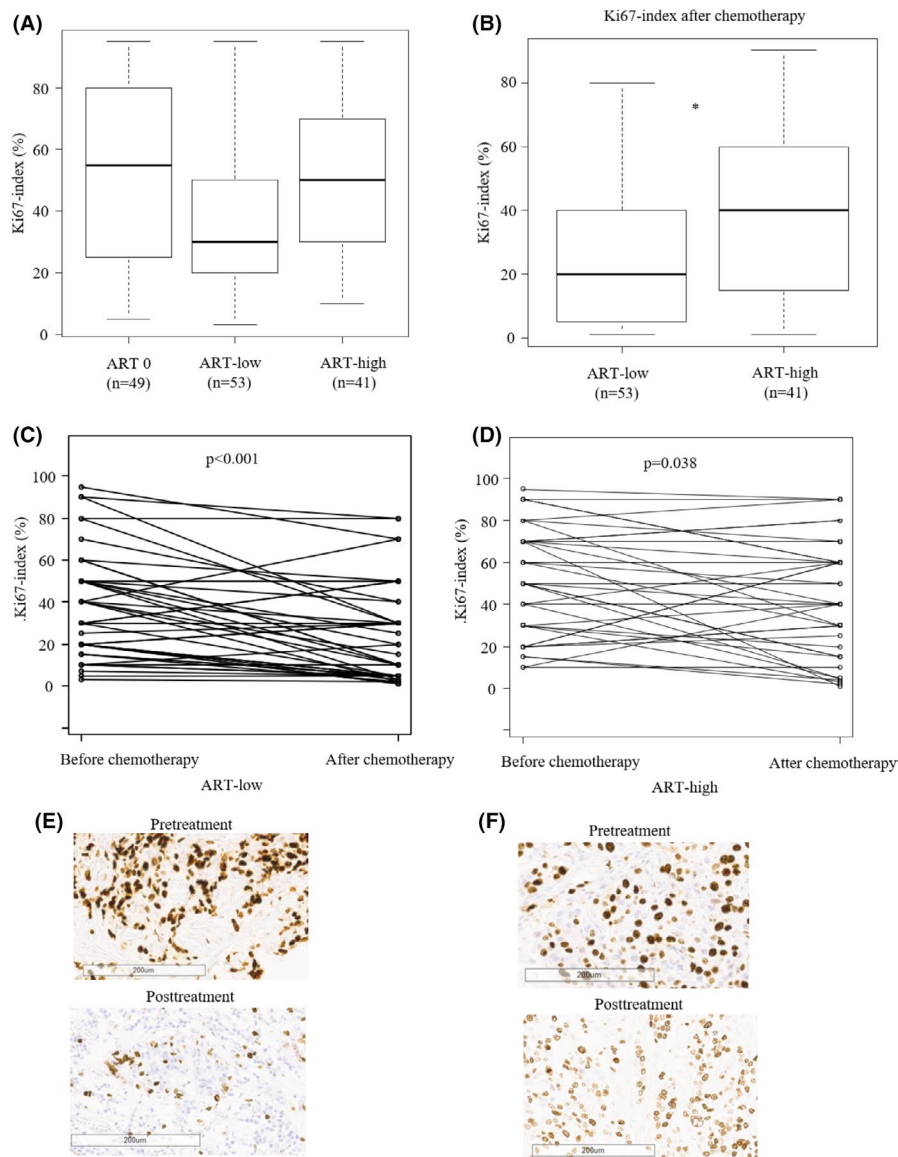 (A)
80
60
40
20
0
Ki67-index (%)
ART 0
(n=49)
ART-low
(n=53)
ART-high
(n=41)
(B)
Ki67-index after chemotherapy
80
60
40
20
0
Ki67-index (%)
*
ART-low
(n=53)
ART-high
(n=41)
(C)
p<0.001
100
80
60
40
20
0
.Ki67-index (%)
Before chemotherapy
After chemotherapy
ART-low
(D)
p=0.038
100
80
60
40
20
0
.Ki67-index (%)
Before chemotherapy
Atter chemotherapy
ART-high
(E)
Pretreatment
200um
Posttreatment
200um
(F)
Pretreatment
200um
Posttreatment
200um